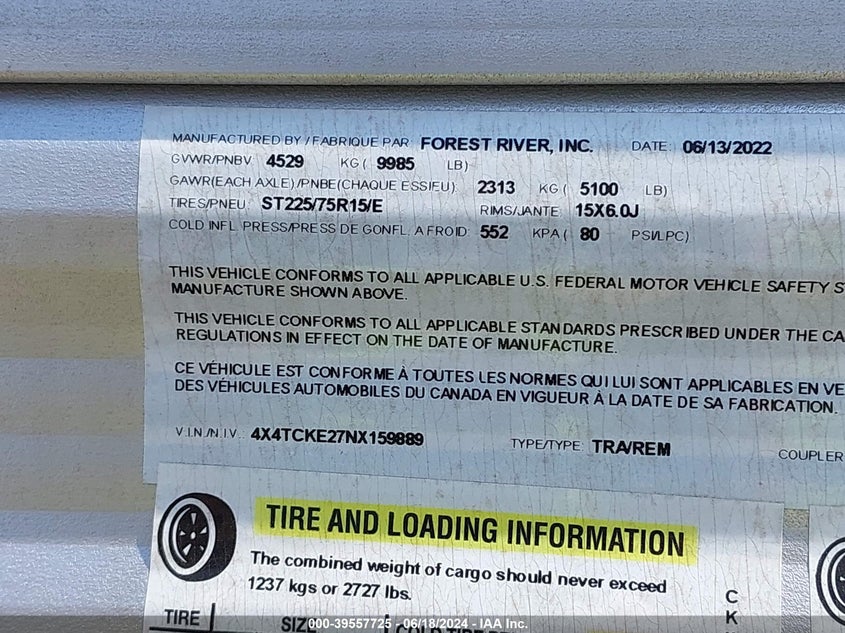 MANUFACTURED BY / FABRIQUE PAR FOREST RIVER, INC. DATE: 06/13/2022
GVWR/PNBV 4529 KG ( 9985 LB)
GAWR(EACH AXLE)/PNBE(CHAQUE ESSIEU). 2313 KG ( 5100 LB)
TIRES/PNEU: ST225/75R15/E RIMS/JANTE: 15X6.0J
COLD INFL. PRESS/PRESS DE GONFL. A FROID: 552 KPA ( 80 PSI/LPC)
THIS VEHICLE CONFORMS TO ALL APPLICABLE U.S. FEDERAL MOTOR VEHICLE SAFETY
MANUFACTURE SHOWN ABOVE.
THIS VEHICLE CONFORMS TO ALL APPLICABLE STANDARDS PRESCRIBED UNDER THE
REGULATIONS IN EFFECT ON THE DATE OF MANUFACTURE.
CE VÉHICULE EST CONFORME À TOUTES LES NORMES QUI LUI SONT APPLICABLES EN
DES VÉHICULES AUTOMOBILES DU CANADA EN VIGUEUR À LA DATE DE SA FABRICATION.
V.I.N./N.I.V.: 4X4TCKE27NX159889 TYPE/TYPE: TRA/REM COUPLER
TIRE AND LOADING INFORMATION
The combined weight of cargo should never exceed
1237 kgs or 2727 lbs.
C
K
TIRE SIZE COLD TIRE
000-39557725 - 06/18/2024 - IAA Inc.